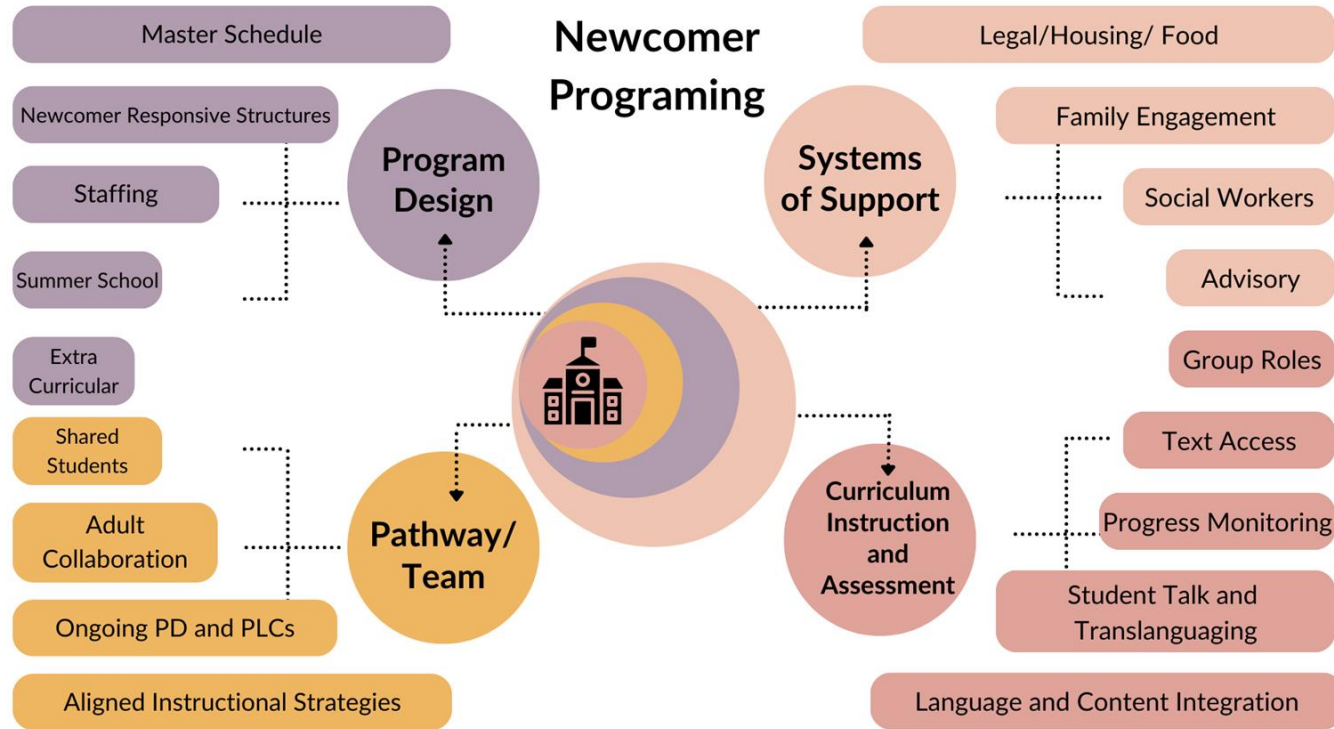 Newcomer
Programing
Master Schedule
Newcomer Responsive Structures
Staffing
Summer School
Extra
Curricular
Program
Design
Legal/Housing/ Food
Family Engagement
Social Workers
Advisory
Systems
of Support
Shared
Students
Adult
Collaboration
Ongoing PD and PLCs
Aligned Instructional Strategies
Pathway/
Team
Group Roles
Text Access
Progress Monitoring
Student Talk and
Translanguaging
Language and Content Integration
Curriculum
Instruction
and
Assessment